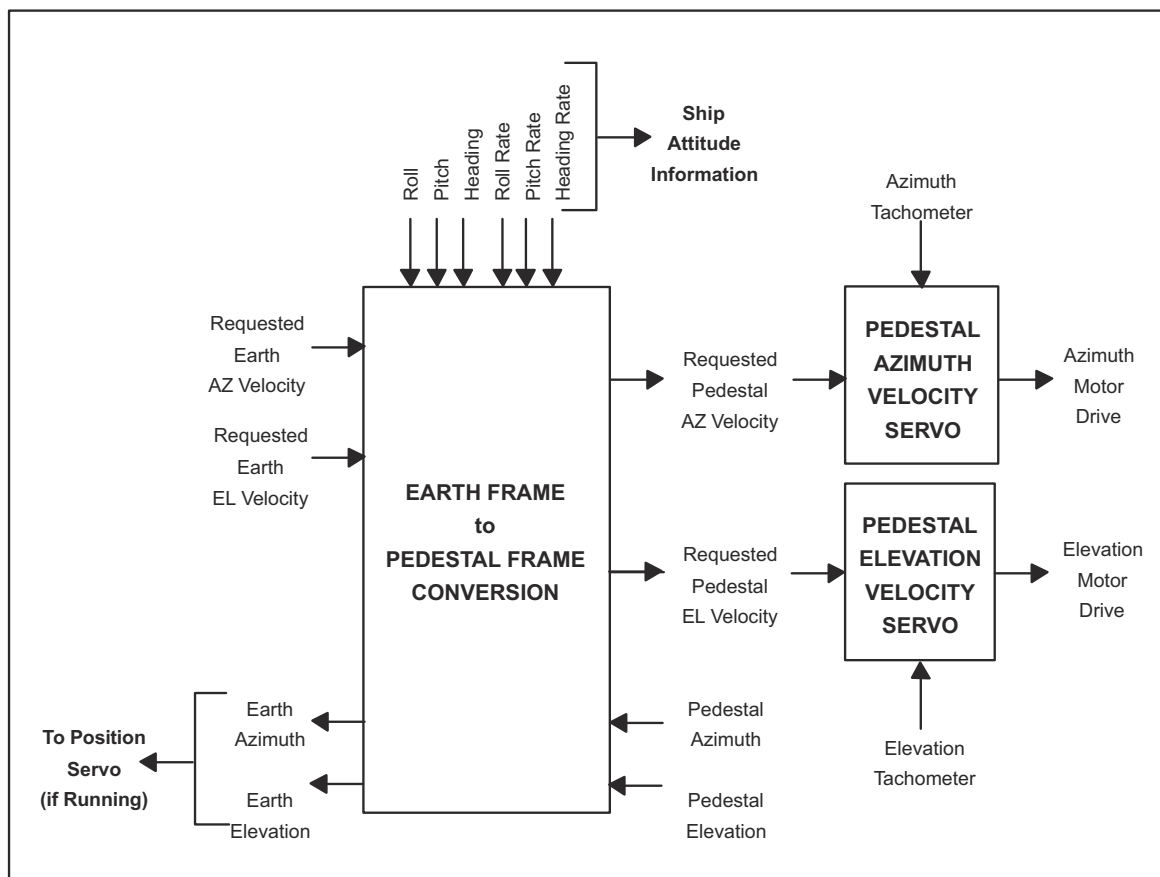 Roll
Pitch
Heading
Roll Rate
Pitch Rate
Heading Rate
Ship
Attitude
Information
Azimuth
Tachometer
Requested
Earth
AZ Velocity
Requested
Earth
EL Velocity
EARTH FRAME
to
PEDESTAL FRAME
CONVERSION
Requested
Pedestal
AZ Velocity
PEDESTAL
AZIMUTH
VELOCITY
SERVO
Azimuth
Motor
Drive
Requested
Pedestal
EL Velocity
PEDESTAL
ELEVATION
VELOCITY
SERVO
Elevation
Motor
Drive
To Position
Servo
(if Running)
Earth
Azimuth
Earth
Elevation
Pedestal
Azimuth
Pedestal
Elevation
Elevation
Tachometer